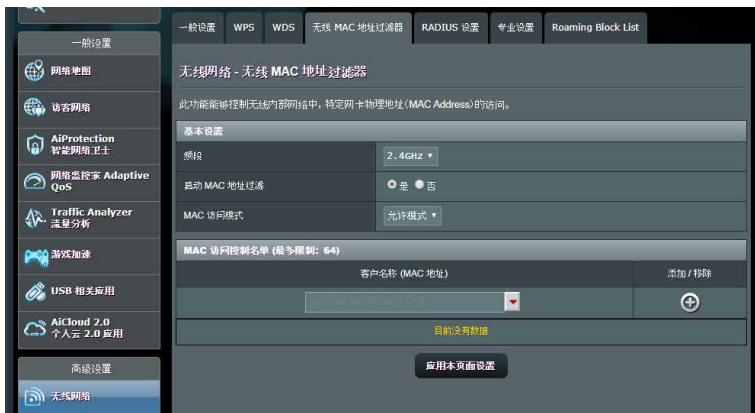 一般设置
网络地图
访客网络
AiProtection
智能网络卫士
网络监控家 Adaptive
QoS
Traffic Analyzer
流量分析
游戏加速
USB 相关应用
AiCloud 2.0
个人云 2.0 应用
高级设置
无线网络
一般设置 WPS WDS 无线 MAC 地址过滤器 RADIUS 设置 专业设置 Roaming Block List
无线网络 - 无线 MAC 地址过滤器
此功能能够控制无线内部网络中, 特定网卡物理地址(MAC Address)的访问。
基本设置
频段 2.4GHz
启动 MAC 地址过滤 是 否
MAC 访问模式 允许模式
MAC 访问控制名单 (最多限制: 64)
客户名称 (MAC 地址) 添加 / 移除
目前没有数据
应用本页面设置